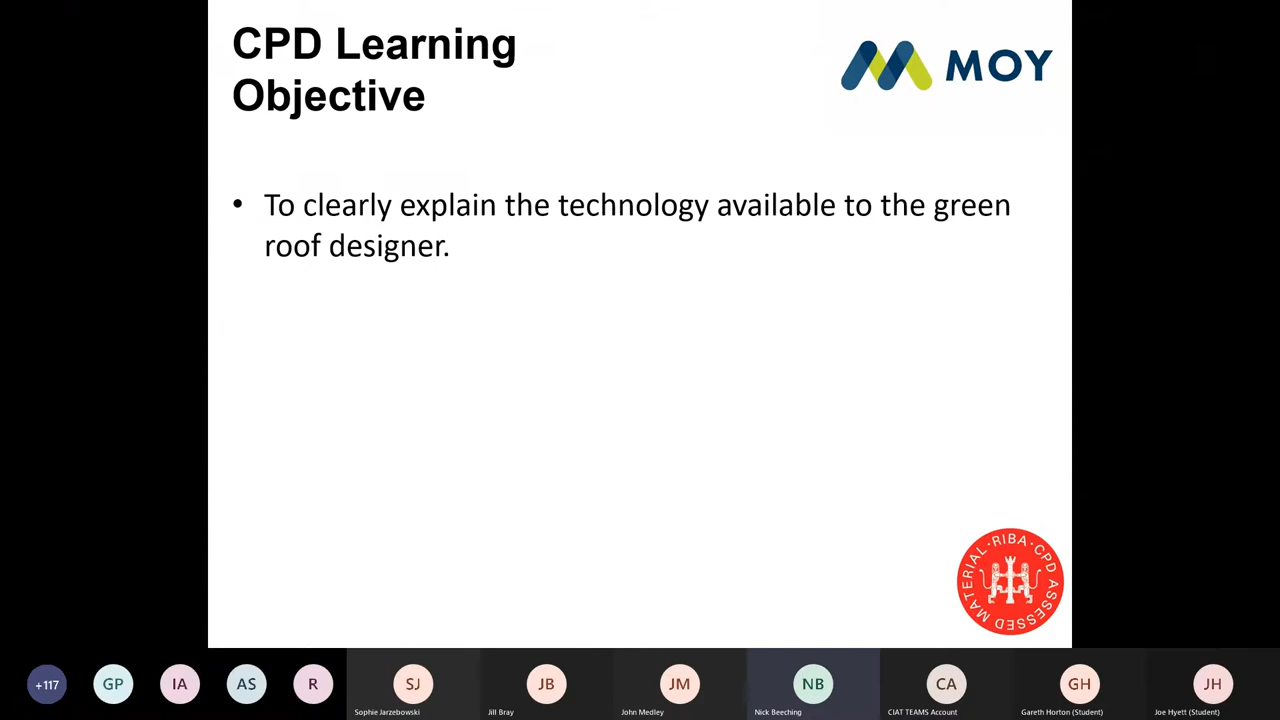 CPD Learning
Objective
MOY
• To clearly explain the technology available to the green
roof designer.
MATERIAL · RIBA · CPD ASSESSED
+117
GP
IA
AS
R
SJ
JB
JM
NB
CA
GH
JH
Sophie Jarzebowski
Jill Bray
John Medley
Nick Beeching
CIAT TEAMS Account
Gareth Horton (Student)
Joe Hyett (Student)